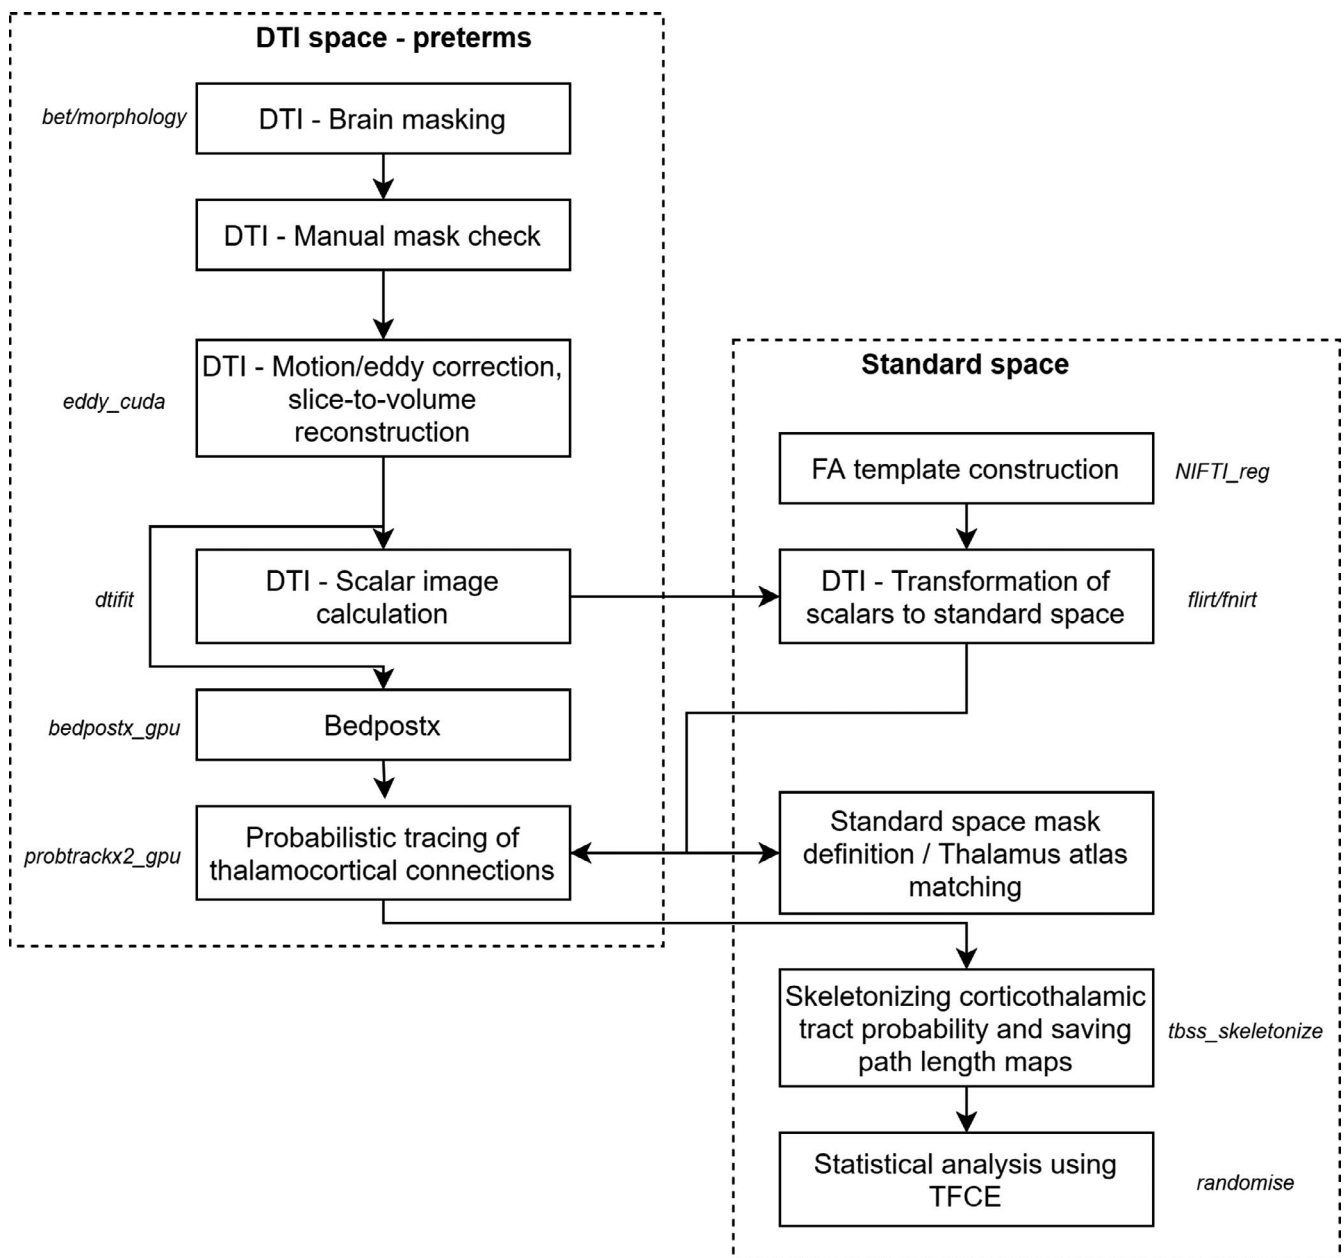 DTI space - preterms
bet/morphology
DTI - Brain masking
DTI - Manual mask check
eddy_cuda
DTI - Motion/eddy correction,
slice-to-volume
reconstruction
dtifit
DTI - Scalar image
calculation
bedpostx_gpu
Bedpostx
probtrackx2_gpu
Probabilistic tracing of
thalamocortical connections
Standard space
FA template construction
NIFTI_reg
DTI - Transformation of
scalars to standard space
flirt/fnirt
Standard space mask
definition / Thalamus atlas
matching
Skeletonizing corticothalamic
tract probability and saving
path length maps
tbss_skeletonize
Statistical analysis using
TFCE
randomise